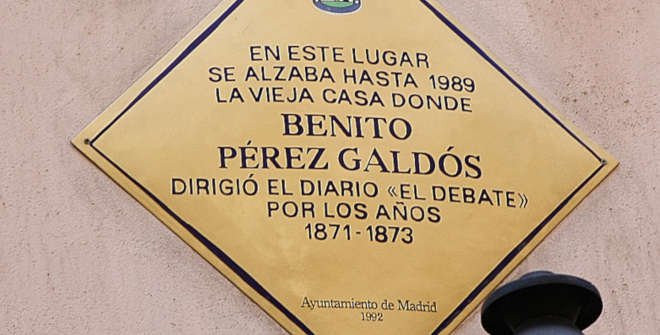 EN ESTE LUGAR
SE ALZABA HASTA 1989
LA VIEJA CASA DONDE
BENITO
PÉREZ GALDÓS
DIRIGIÓ EL DIARIO «EL DEBATE»
POR LOS AÑOS
1871-1873
Ayuntamiento de Madrid
1992